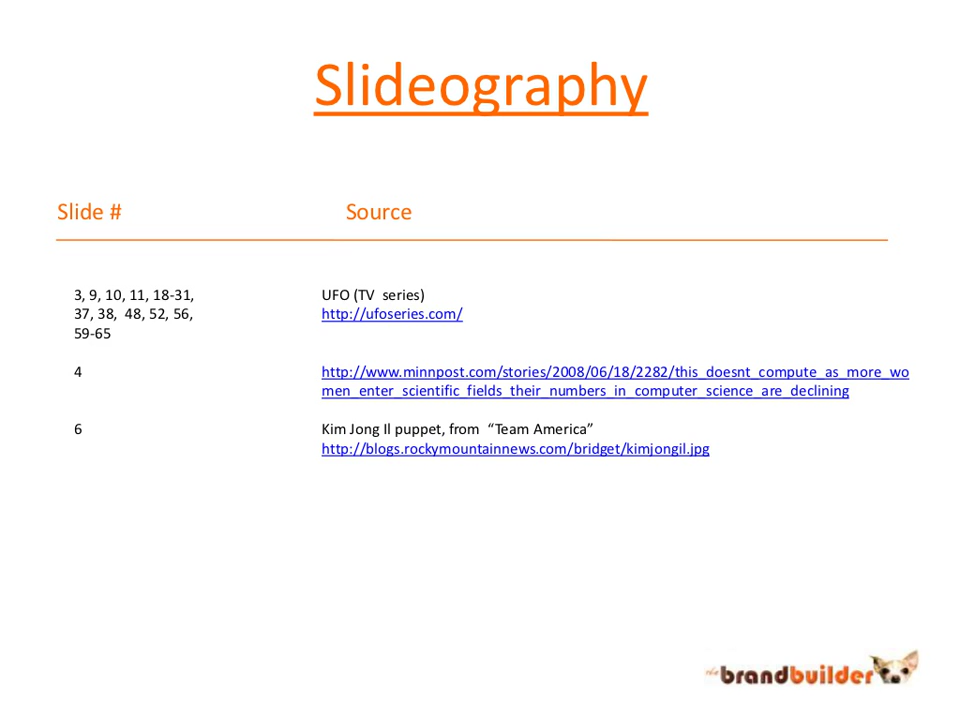 Slideography
Slide # Source
3, 9, 10, 11, 18-31, UFO (TV series)
37, 38, 48, 52, 56, http://ufoseries.com/
59-65
4 http://www.minnpost.com/stories/2008/06/18/2282/this_doesnt_compute_as_more_wo
men_enter_scientific_fields_their_numbers_in_computer_science_are_declining
6 Kim Jong Il puppet, from “Team America”
http://blogs.rockymountainnews.com/bridget/kimjongil.jpg
the brandbuilder